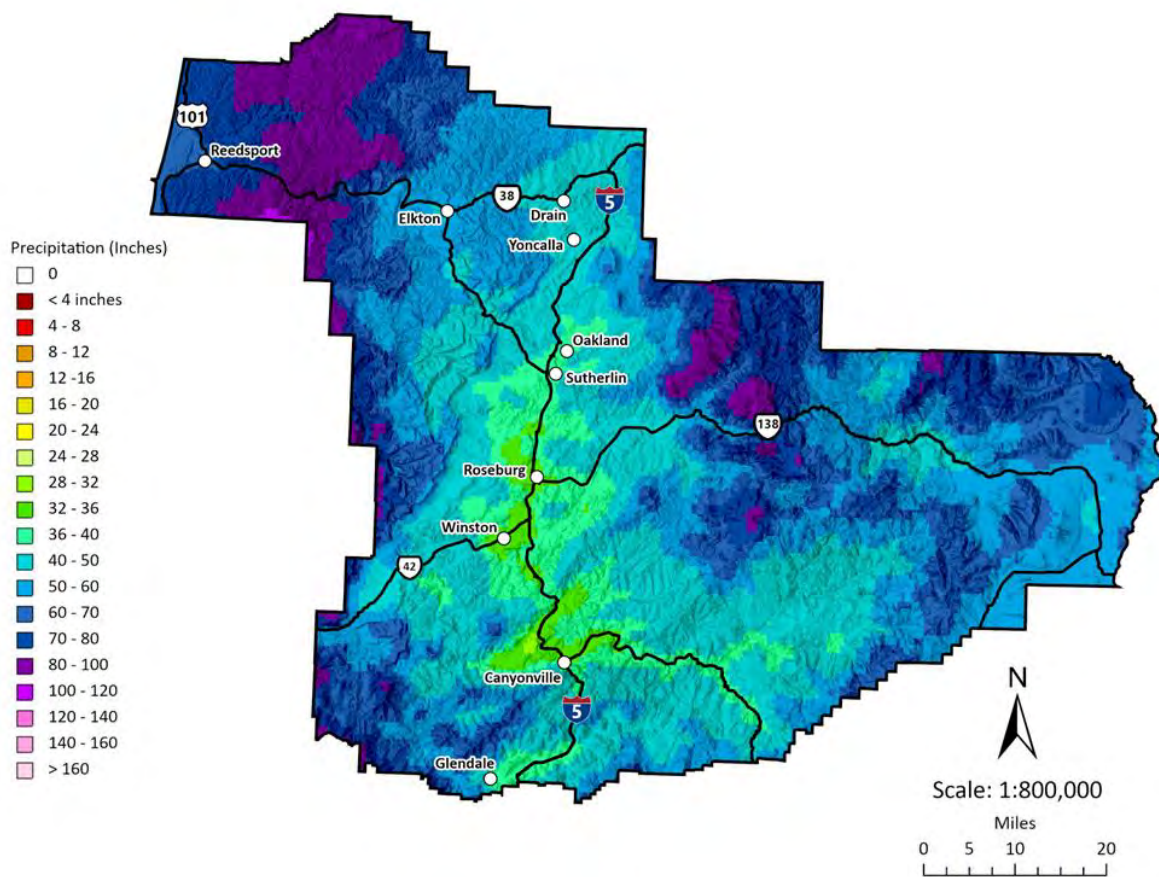 101
Reedsport
38
Elkton
Drain
5
Yoncalla
Precipitation (Inches)
0
< 4 inches
4 - 8
8 - 12
12 -16
16 - 20
20 - 24
24 - 28
28 - 32
32 - 36
36 - 40
40 - 50
50 - 60
60 - 70
70 - 80
80 - 100
100 - 120
120 - 140
140 - 160
> 160
Oakland
Sutherlin
138
Roseburg
Winston
42
Canyonville
5
Glendale
N
Scale: 1:800,000
Miles
0 5 10 20